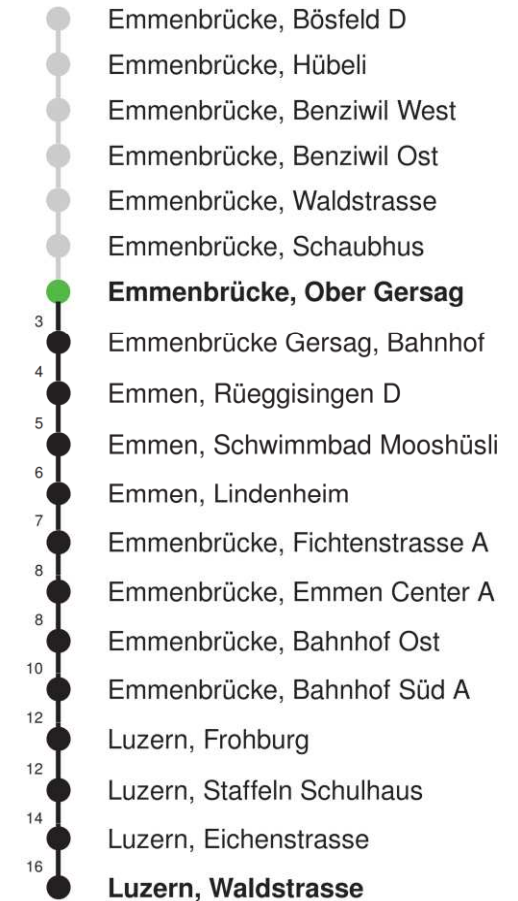 Emmenbrücke, Bösfeld D
Emmenbrücke, Hübeli
Emmenbrücke, Benziwil West
Emmenbrücke, Benziwil Ost
Emmenbrücke, Waldstrasse
Emmenbrücke, Schaubhus
Emmenbrücke, Ober Gersag
3 Emmenbrücke Gersag, Bahnhof
4 Emmen, Rüeggisingen D
5 Emmen, Schwimmbad Mooshüsli
6 Emmen, Lindenheim
7 Emmenbrücke, Fichtenstrasse A
8 Emmenbrücke, Emmen Center A
8 Emmenbrücke, Bahnhof Ost
10 Emmenbrücke, Bahnhof Süd A
12 Luzern, Frohburg
12 Luzern, Staffeln Schulhaus
14 Luzern, Eichenstrasse
16 Luzern, Waldstrasse